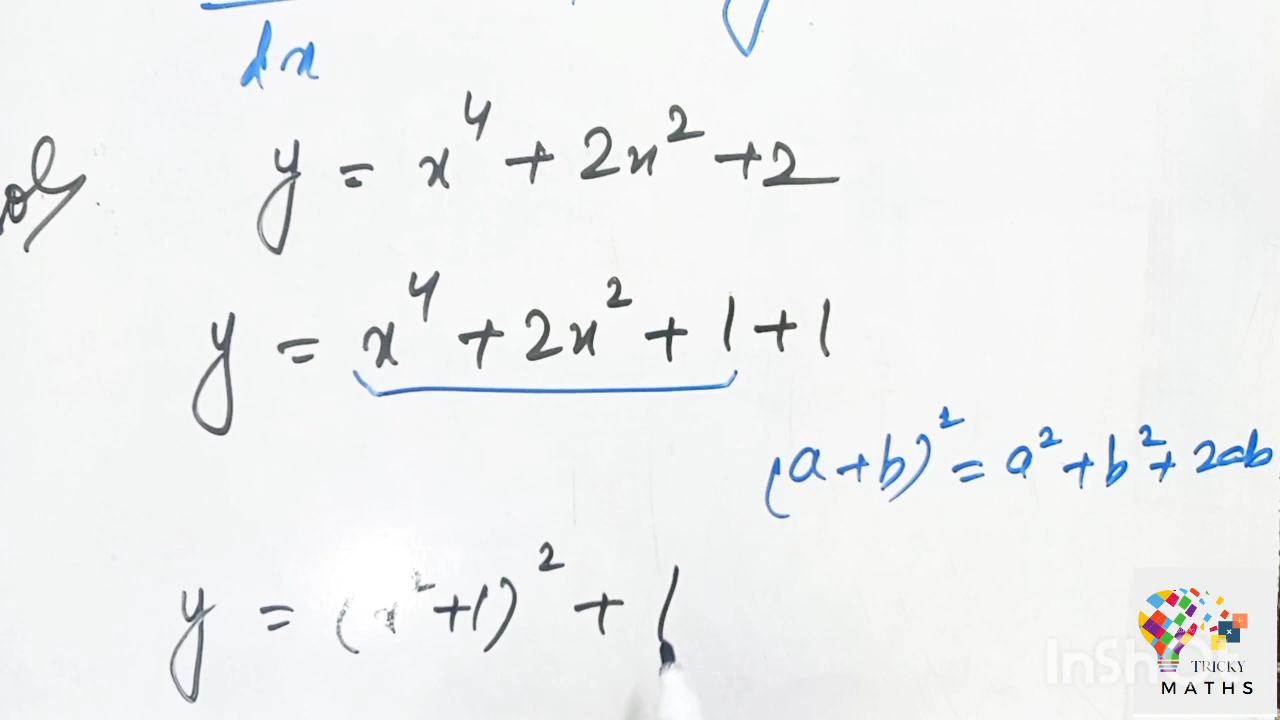 dx
y = x⁴ + 2x² + 2
y = x⁴ + 2x² + 1 + 1
(a+b)² = a² + b² + 2ab
y = (x²+1)² + 1
InShOt
TRICKY
MATHS